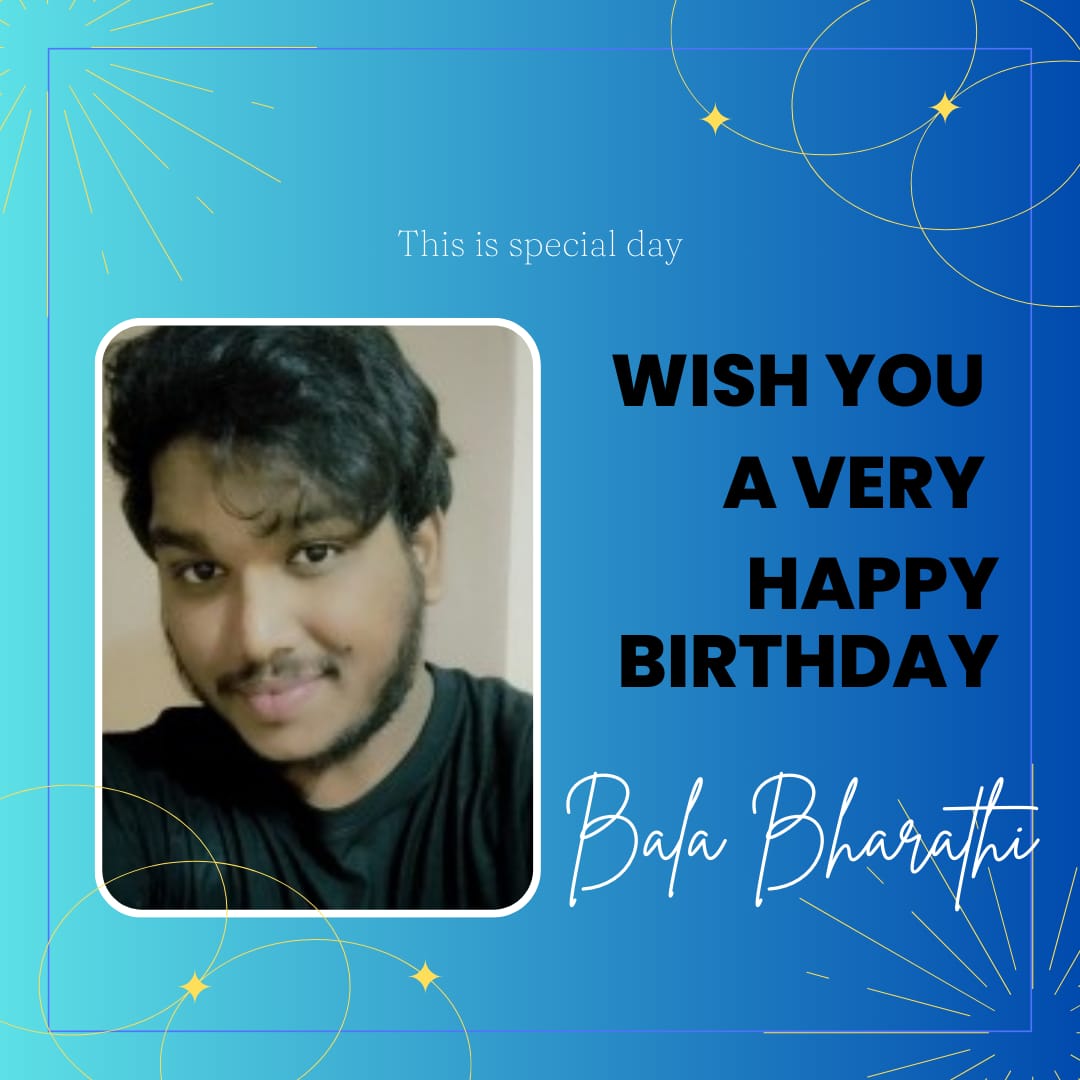 This is special day
WISH YOU
A VERY
HAPPY
BIRTHDAY
Bala Bharathi